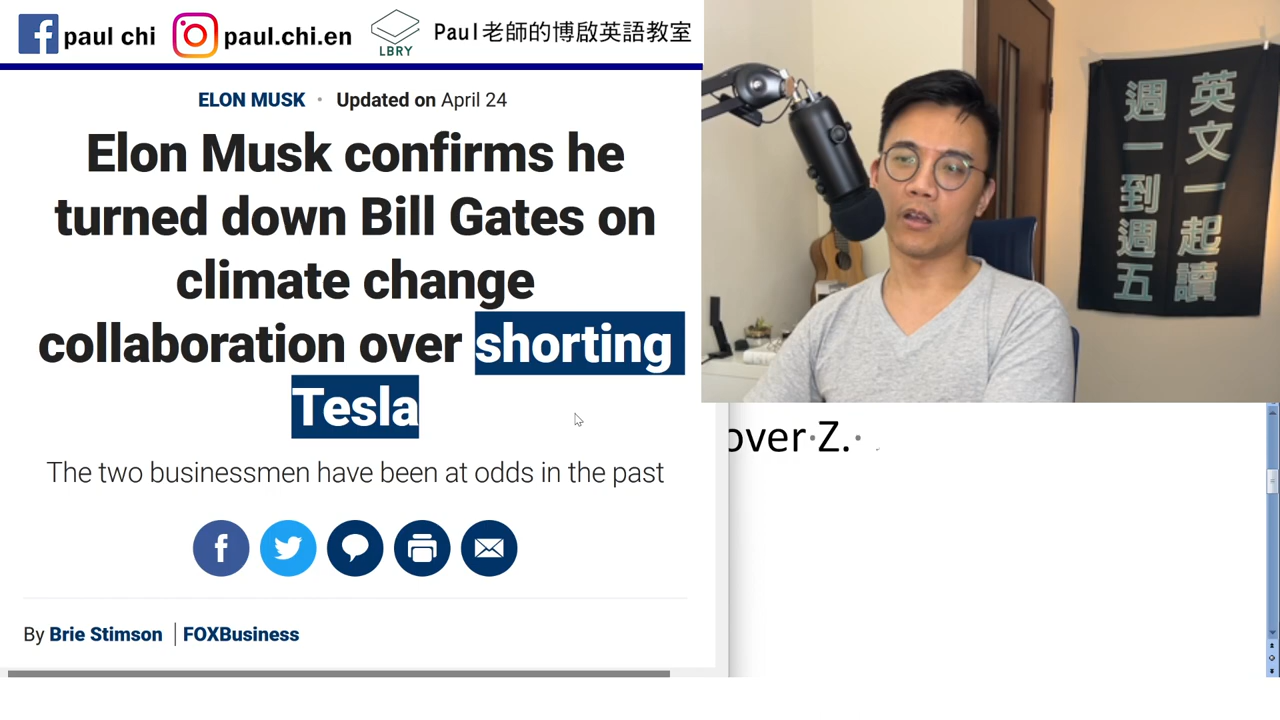 paul chi
paul.chi.en
LBRY
Paul老師的博啟英語教室
ELON MUSK • Updated on April 24
Elon Musk confirms he
turned down Bill Gates on
climate change
collaboration over shorting
Tesla
The two businessmen have been at odds in the past
By Brie Stimson | FOXBusiness
英文一起讀
週一到週五
over Z.